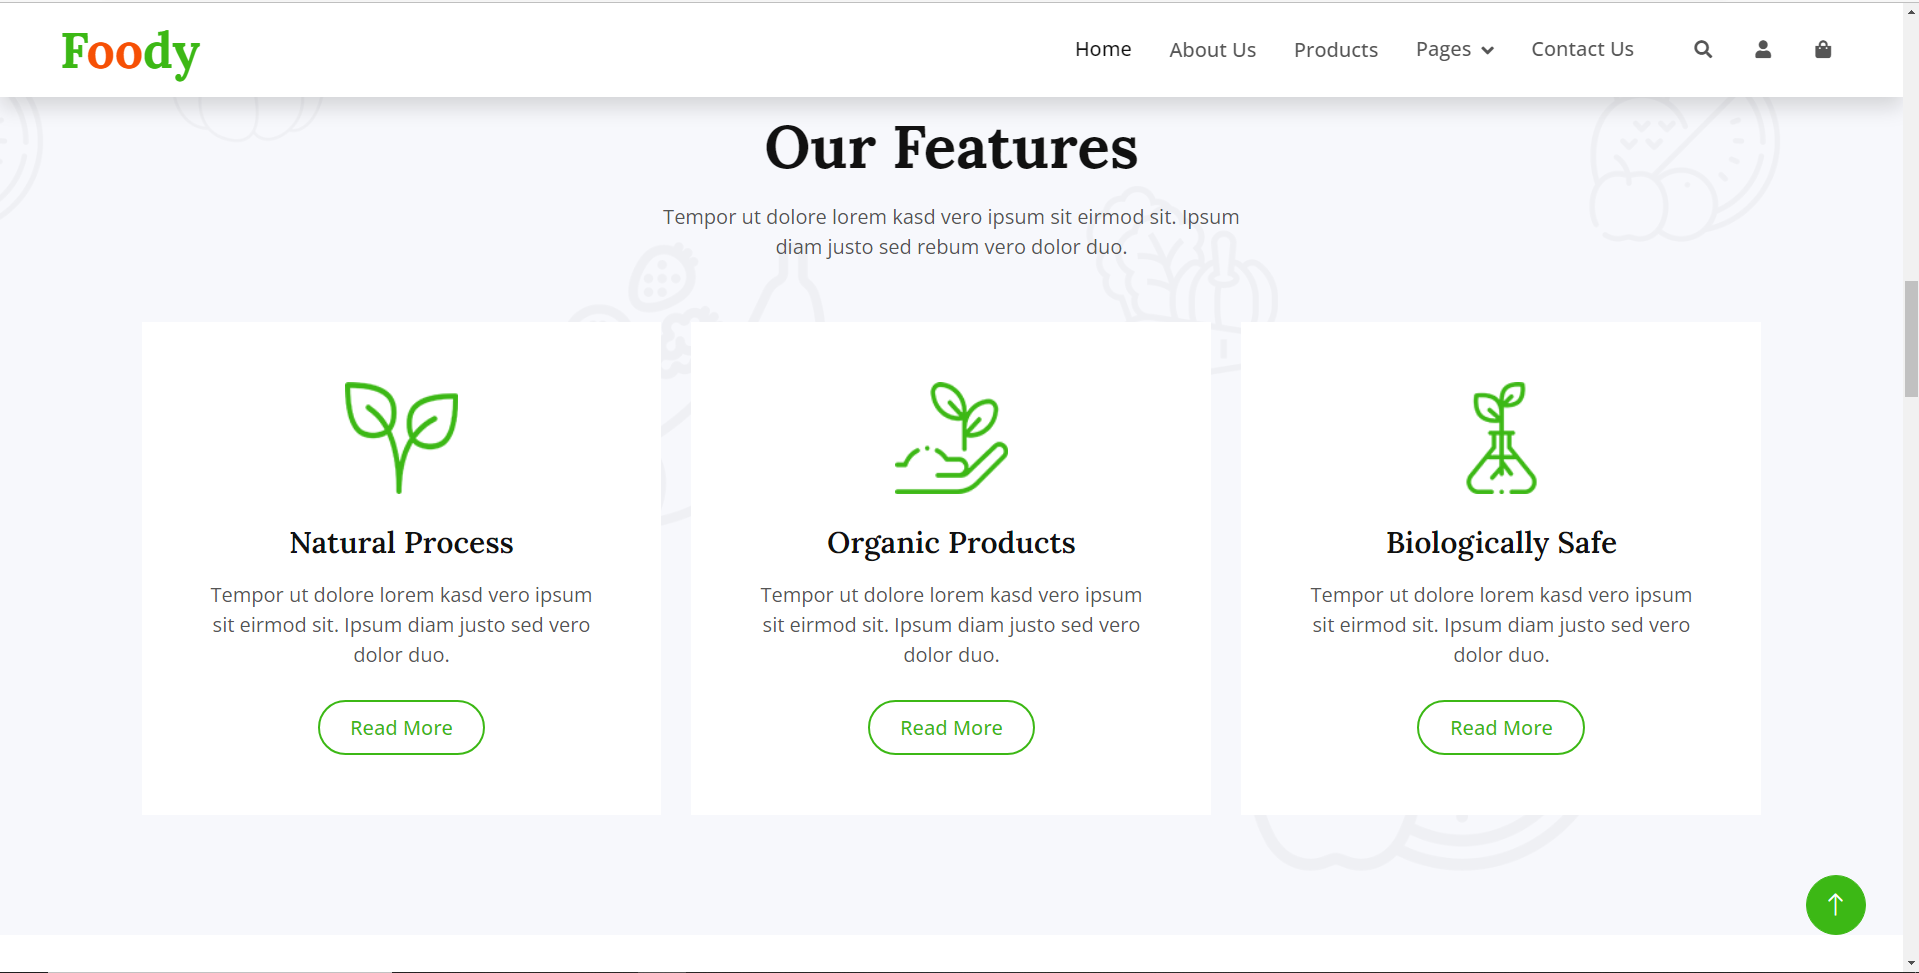 Foody
Home About Us Products Pages Contact Us
Our Features
Tempor ut dolore lorem kasd vero ipsum sit eirmod sit. Ipsum
diam justo sed rebum vero dolor duo.
Natural Process
Tempor ut dolore lorem kasd vero ipsum
sit eirmod sit. Ipsum diam justo sed vero
dolor duo.
Read More
Organic Products
Tempor ut dolore lorem kasd vero ipsum
sit eirmod sit. Ipsum diam justo sed vero
dolor duo.
Read More
Biologically Safe
Tempor ut dolore lorem kasd vero ipsum
sit eirmod sit. Ipsum diam justo sed vero
dolor duo.
Read More